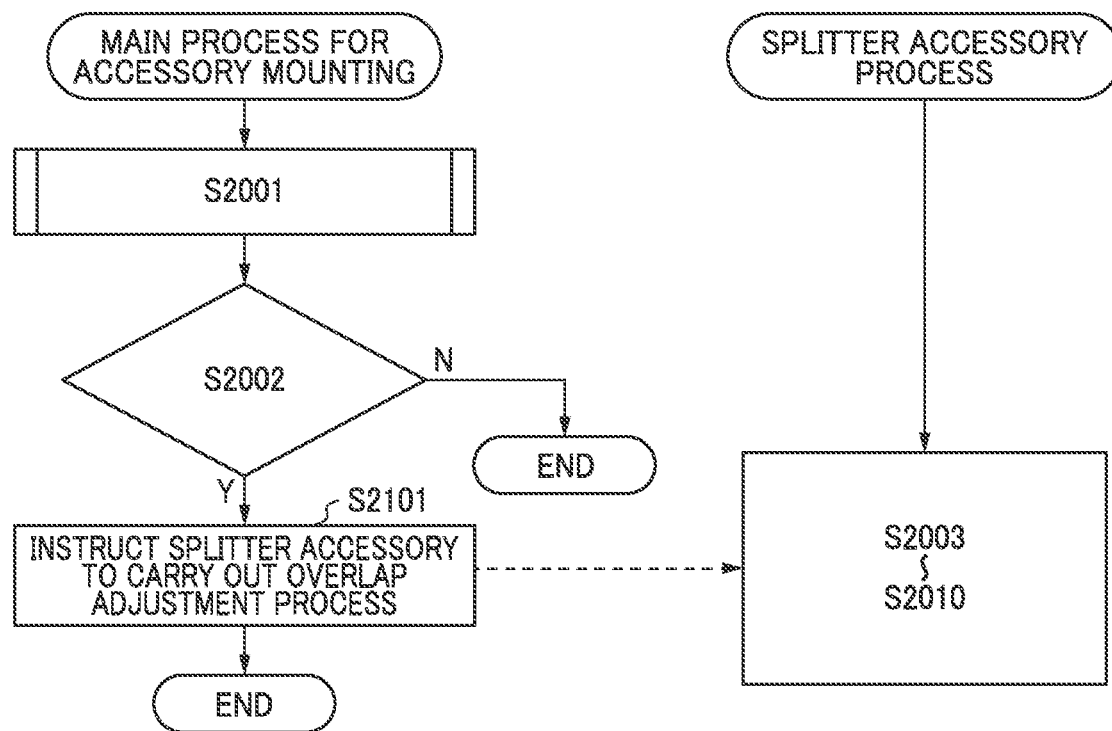 MAIN PROCESS FOR
ACCESSORY MOUNTING
S2001
S2002
N
END
Y
S2101
INSTRUCT SPLITTER ACCESSORY
TO CARRY OUT OVERLAP
ADJUSTMENT PROCESS
END
SPLITTER ACCESSORY
PROCESS
S2003
S2010